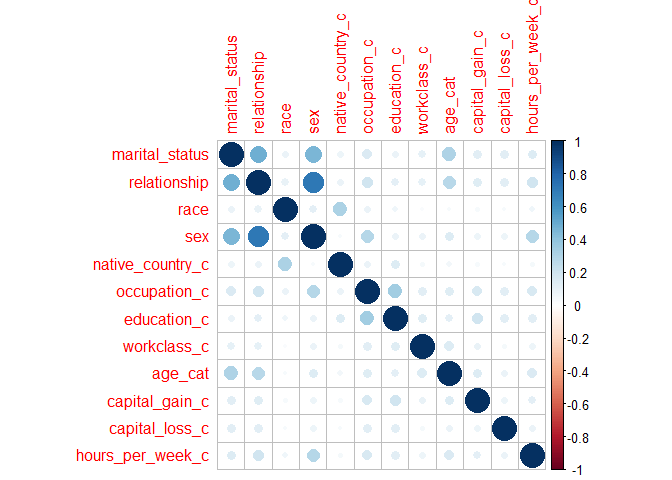 marital_status
relationship
race
sex
native_country_c
occupation_c
education_c
workclass_c
age_cat
capital_gain_c
capital_loss_c
hours_per_week_c
marital_status
relationship
race
sex
native_country_c
occupation_c
education_c
workclass_c
age_cat
capital_gain_c
capital_loss_c
hours_per_week_c
1
0.8
0.6
0.4
0.2
0
-0.2
-0.4
-0.6
-0.8
-1